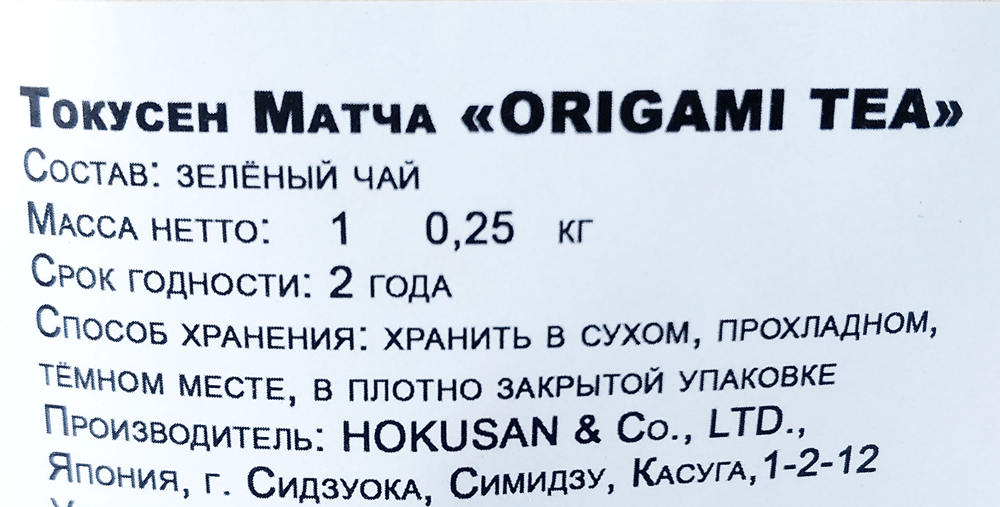 Токусен Матча «ORIGAMI TEA»
Состав: зелёный чай
Масса нетто: 1 0,25 кг
Срок годности: 2 года
Способ хранения: хранить в сухом, прохладном,
тёмном месте, в плотно закрытой упаковке
Производитель: HOKUSAN & Co., LTD.,
Япония, г. Сидзуока, Симидзу, Касуга, 1-2-12